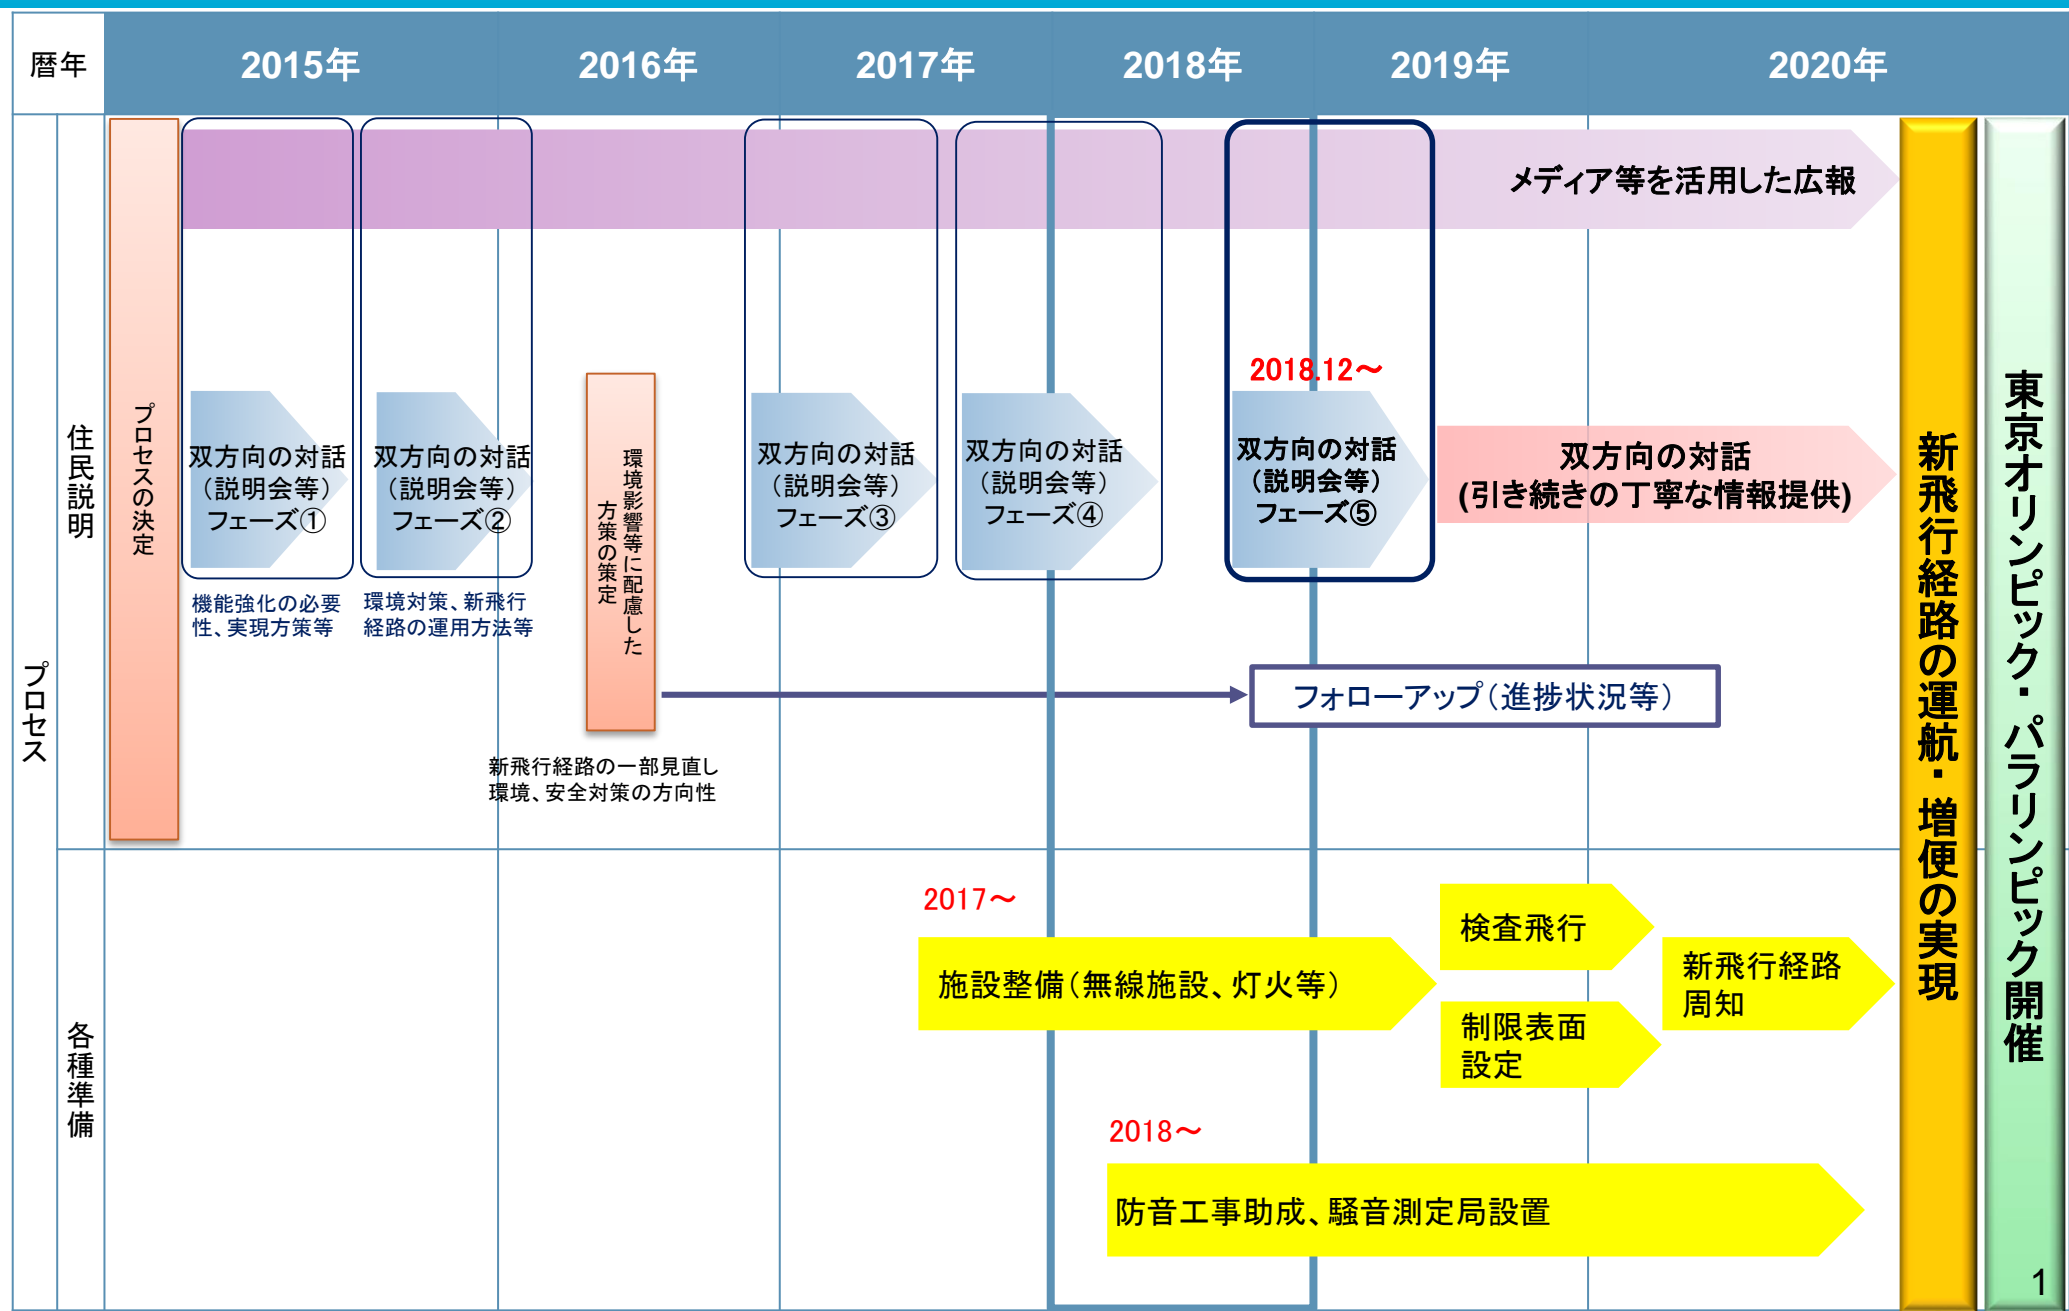 暦年
2015年
2016年
2017年
2018年
2019年
2020年
プロセス
住民説明
プロセスの決定
メディア等を活用した広報
双方向の対話
（説明会等）
フェーズ①
機能強化の必要
性、実現方策等
双方向の対話
（説明会等）
フェーズ②
環境対策、新飛行
経路の運用方法等
環境影響等に配慮した
方策の策定
新飛行経路の一部見直し
環境、安全対策の方向性
双方向の対話
（説明会等）
フェーズ③
双方向の対話
（説明会等）
フェーズ④
2018.12～
双方向の対話
（説明会等）
フェーズ⑤
双方向の対話
(引き続きの丁寧な情報提供)
フォローアップ（進捗状況等）
各種準備
2017～
施設整備（無線施設、灯火等）
検査飛行
制限表面
設定
新飛行経路
周知
2018～
防音工事助成、騒音測定局設置
新飛行経路の運航・増便の実現
東京オリンピック・パラリンピック開催
1